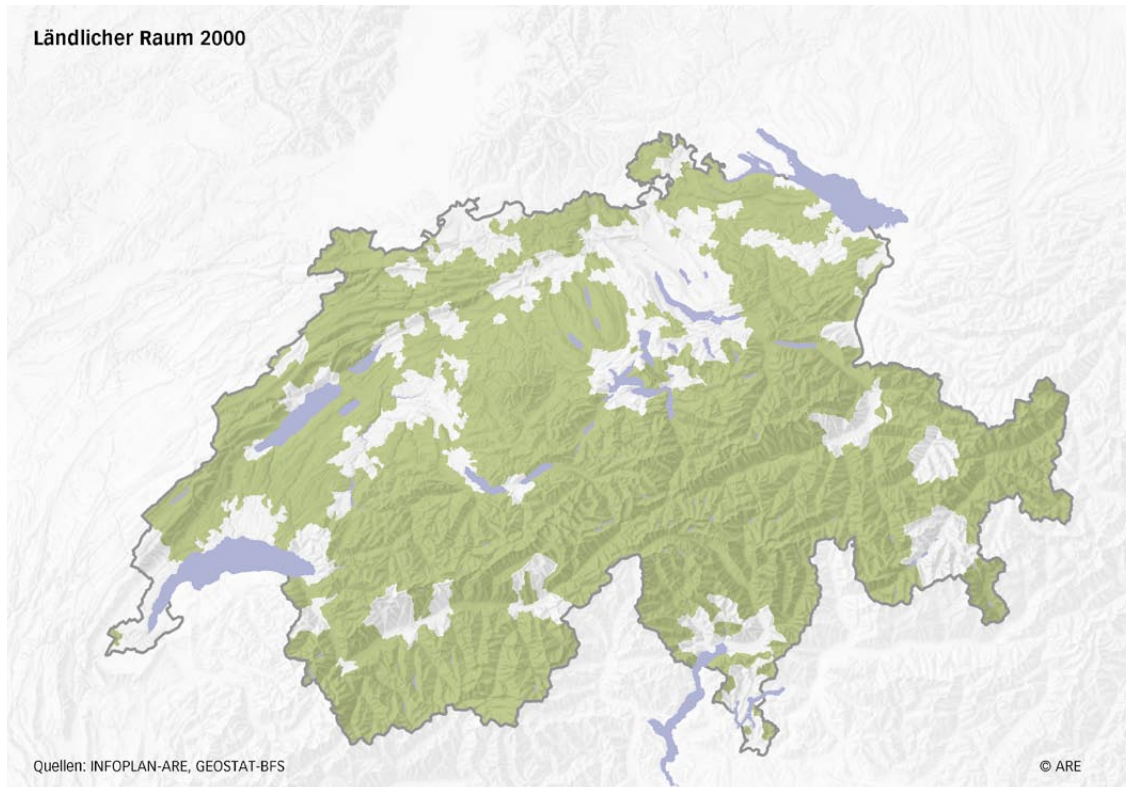 Ländlicher Raum 2000
Quellen: INFOPLAN-ARE, GEOSTAT-BFS
© ARE